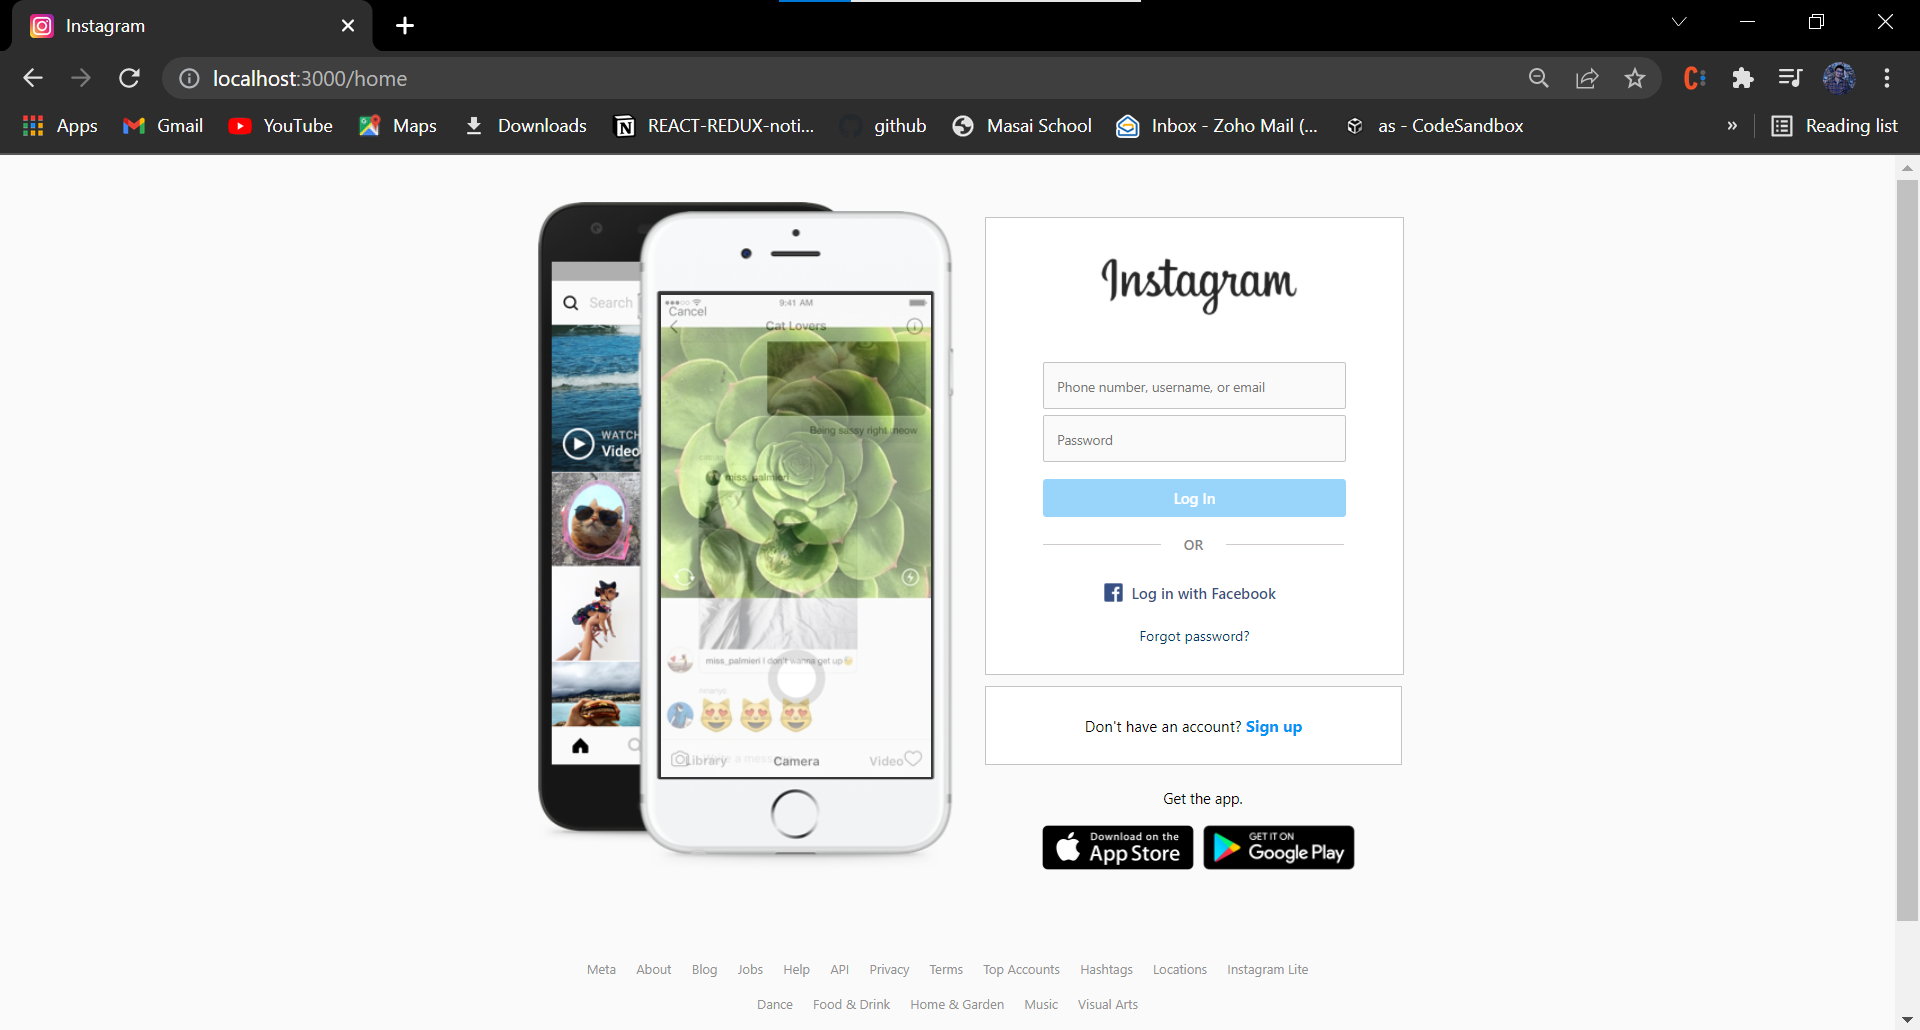 Instagram
localhost:3000/home
Apps Gmail YouTube Maps Downloads REACT-REDUX-noti... github Masai School Inbox - Zoho Mail (... as - CodeSandbox » Reading list
Search
WATCH
Video
9:41 AM
Cancel
Cat Lovers
Being sassy right meow
miss_palmieri
miss_palmieri I don't wanna get up
Library Camera Video
Instagram
Phone number, username, or email
Password
Log In
OR
Log in with Facebook
Forgot password?
Don't have an account? Sign up
Get the app.
Download on the
App Store
GET IT ON
Google Play
Meta About Blog Jobs Help API Privacy Terms Top Accounts Hashtags Locations Instagram Lite
Dance Food & Drink Home & Garden Music Visual Arts